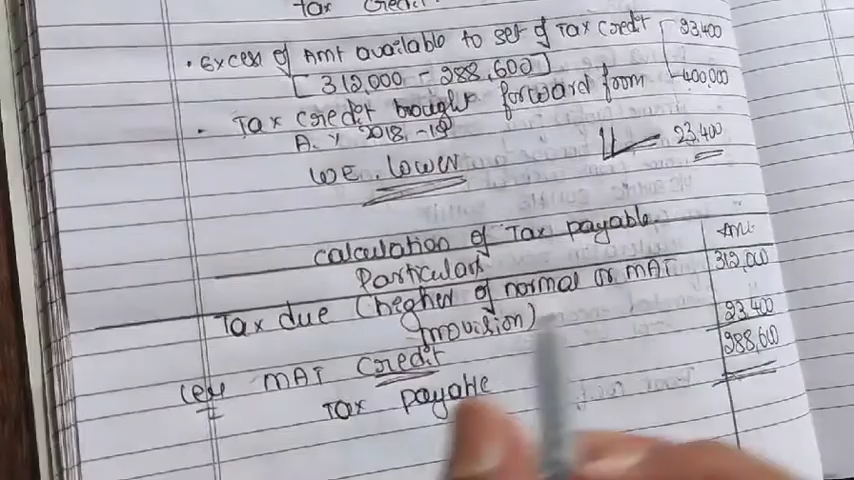 Tax Credit.
• Excess of Amt available to set of Tax Credit 23,400
[312,000 - 288,600]
• Tax credit brought forward from 400,000
A.Y 2018-19
W.E. Lower 23,400
Calculation of Tax payable
Particulars Amt
Tax due (higher of normal or MAT 312,000
provision)
Less MAT Credit 23,400
Tax payable 288,600